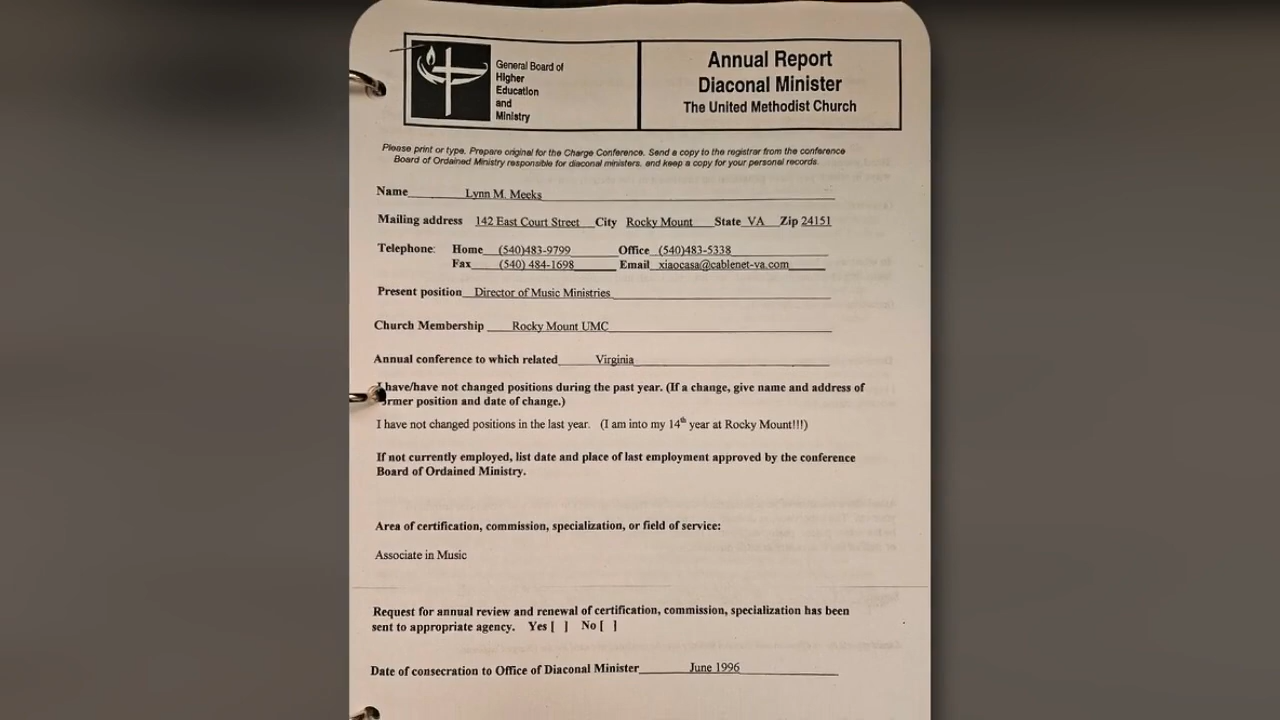 General Board of
Higher
Education
and
Ministry
Annual Report
Diaconal Minister
The United Methodist Church
Please print or type. Prepare original for the Charge Conference. Send a copy to the registrar from the conference
Board of Ordained Ministry responsible for diaconal ministers, and keep a copy for your personal records.
Name Lynn M. Meeks
Mailing address 142 East Court Street City Rocky Mount State VA Zip 24151
Telephone: Home (540)483-9799 Office (540)483-5338
Fax (540) 484-1698 Email xiaocasa@cablenet-va.com
Present position Director of Music Ministries
Church Membership Rocky Mount UMC
Annual conference to which related Virginia
I have/have not changed positions during the past year. (If a change, give name and address of
ormer position and date of change.)
I have not changed positions in the last year. (I am into my 14th year at Rocky Mount!!!)
If not currently employed, list date and place of last employment approved by the conference
Board of Ordained Ministry.
Area of certification, commission, specialization, or field of service:
Associate in Music
Request for annual review and renewal of certification, commission, specialization has been
sent to appropriate agency. Yes [ ] No [ ]
Date of consecration to Office of Diaconal Minister June 1996